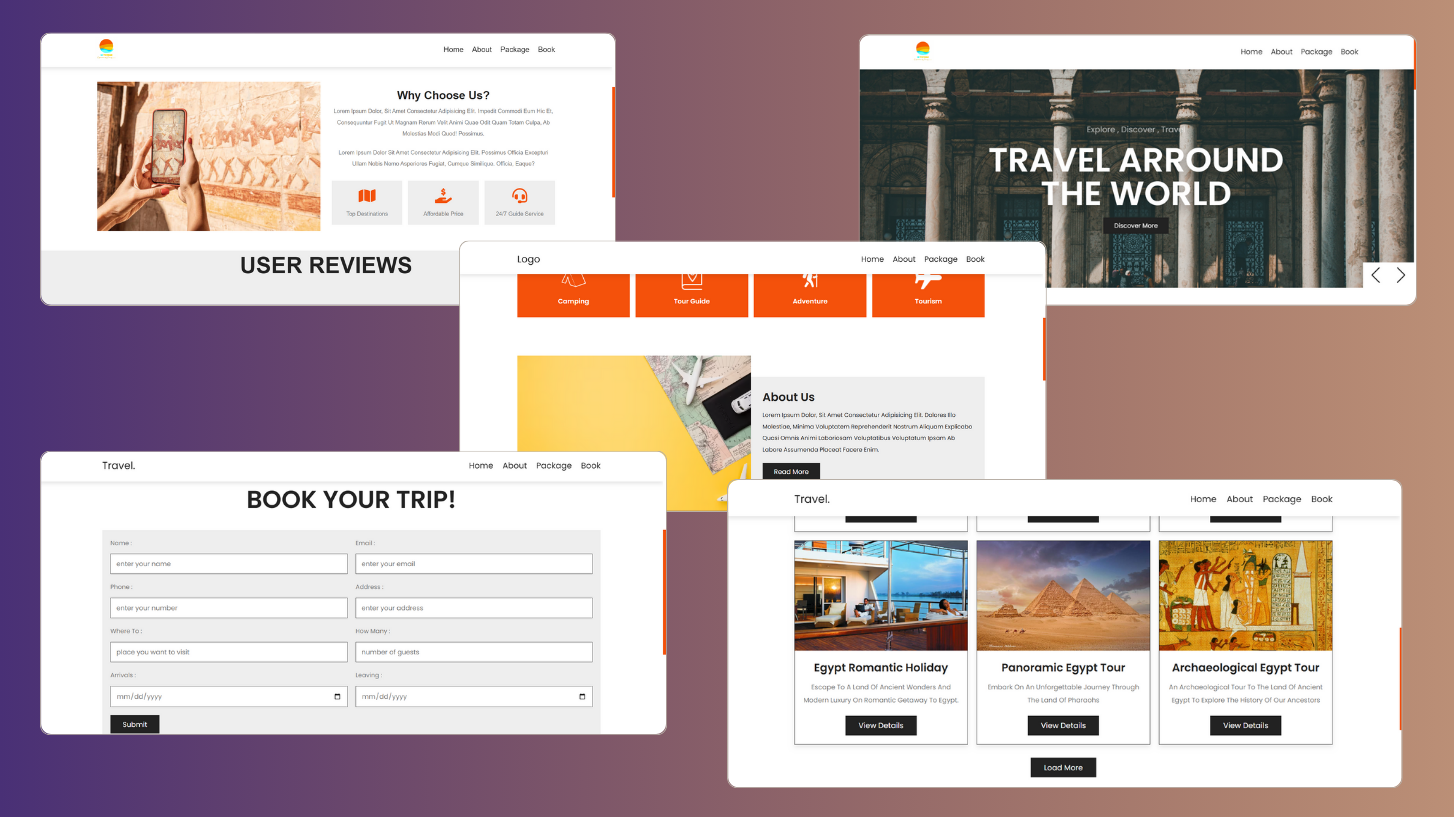 Home About Package Book
Why Choose Us?
Lorem Ipsum Dolor, Sit Amet Consectetur Adipisicing Elit. Impedit Commodi Eum Hic Et,
Consequuntur Fugit Ut Magnam Rerum Velit Animi Quae Odit Quam Totam Culpa, Ab
Molestias Modi Quod! Possimus.
Lorem Ipsum Dolor Sit Amet Consectetur Adipisicing Elit. Possimus Officia Excepturi
Ullam Nobis Nemo Asperiores Fugiat, Cumque Similique, Officia, Eaque?
Top Destinations
Affordable Price
24/7 Guide Service
USER REVIEWS
Home About Package Book
Explore , Discover , Travel
TRAVEL ARROUND
THE WORLD
Discover More
Logo
Home About Package Book
Camping
Tour Guide
Adventure
Tourism
About Us
Lorem Ipsum Dolor, Sit Amet Consectetur Adipisicing Elit. Dolores Illo
Molestiae, Minima Voluptatem Reprehenderit Nostrum Aliquam Explicabo
Quasi Omnis Animi Laboriosam Voluptatibus Voluptatum Ipsam Ab
Labore Assumenda Placeat Facere Enim.
Read More
Travel.
Home About Package Book
BOOK YOUR TRIP!
Name :
Email :
enter your name
enter your email
Phone :
Address :
enter your number
enter your address
Where To :
How Many :
place you want to visit
number of guests
Arrivals :
Leaving :
mm/dd/yyyy
mm/dd/yyyy
Submit
Travel.
Home About Package Book
Egypt Romantic Holiday
Escape To A Land Of Ancient Wonders And
Modern Luxury On Romantic Getaway To Egypt.
View Details
Panoramic Egypt Tour
Embark On An Unforgettable Journey Through
The Land Of Pharaohs
View Details
Archaeological Egypt Tour
An Archaeological Tour To The Land Of Ancient
Egypt To Explore The History Of Our Ancestors
View Details
Load More